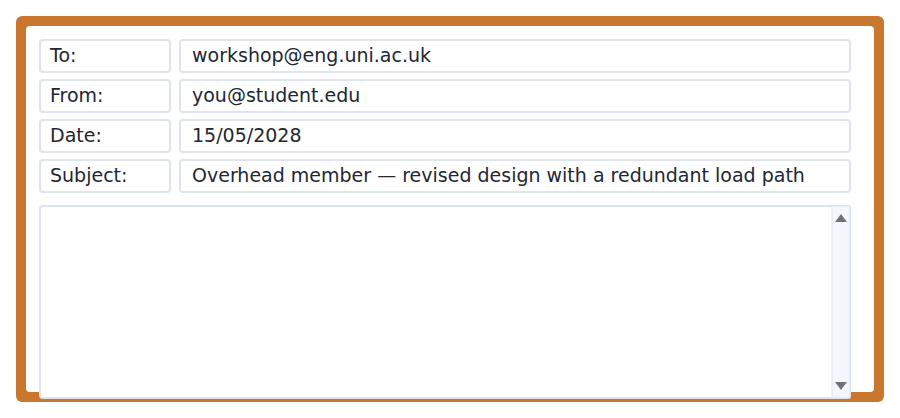 To: workshop@eng.uni.ac.uk
From: you@student.edu
Date: 15/05/2028
Subject: Overhead member — revised design with a redundant load path